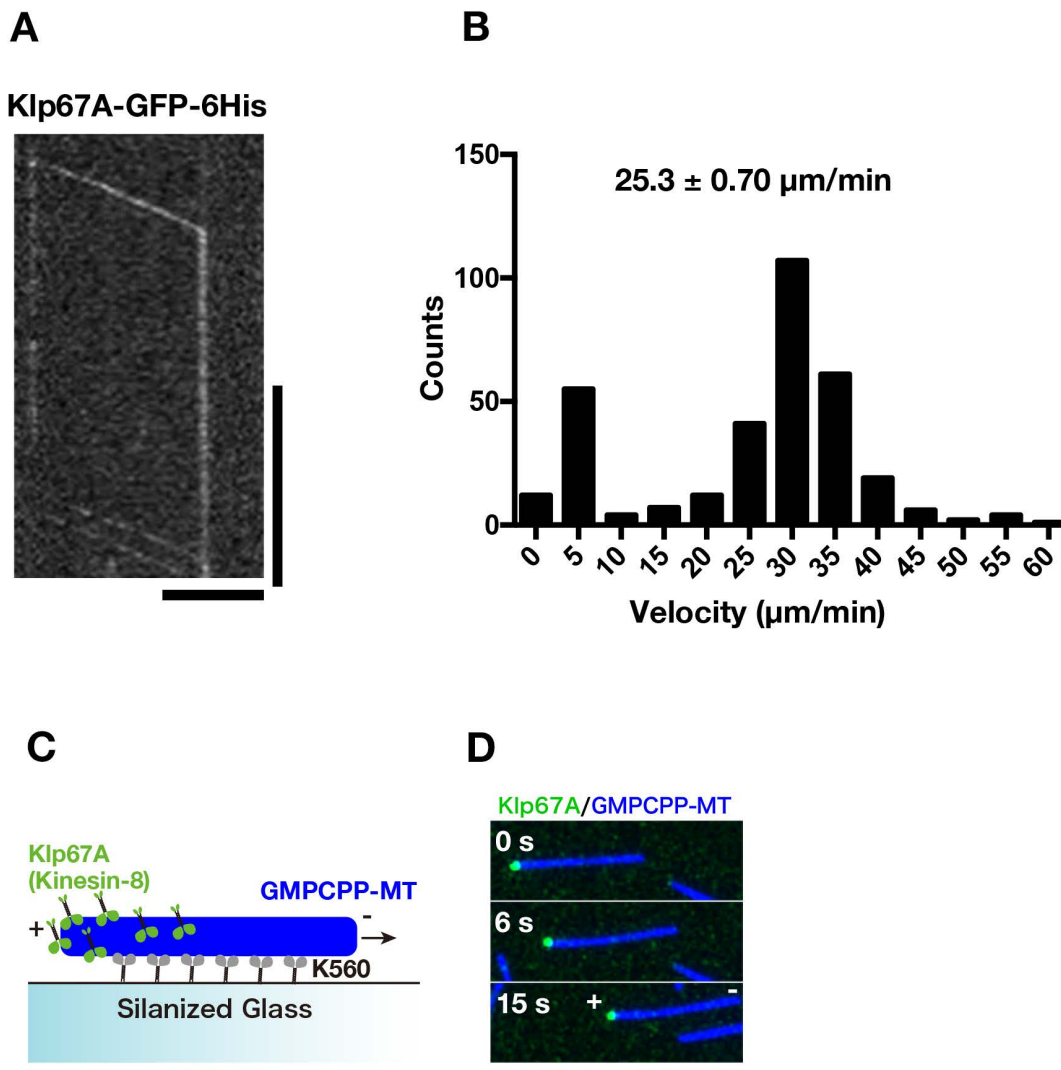 A
Klp67A-GFP-6His
B
25.3 ± 0.70 µm/min
150
100
50
0
Counts
0 5 10 15 20 25 30 35 40 45 50 55 60
Velocity (µm/min)
C
Klp67A
(Kinesin-8)
GMPCPP-MT
+
-
K560
Silanized Glass
D
Klp67A/GMPCPP-MT
0 s
6 s
15 s
+
-